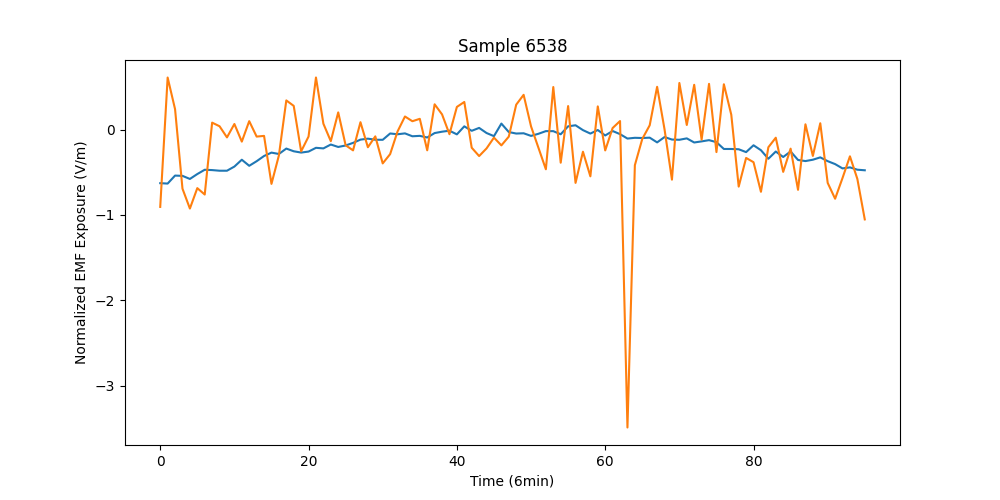 Sample 6538
Normalized EMF Exposure (V/m)
0
−1
−2
−3
0 20 40 60 80
Time (6min)